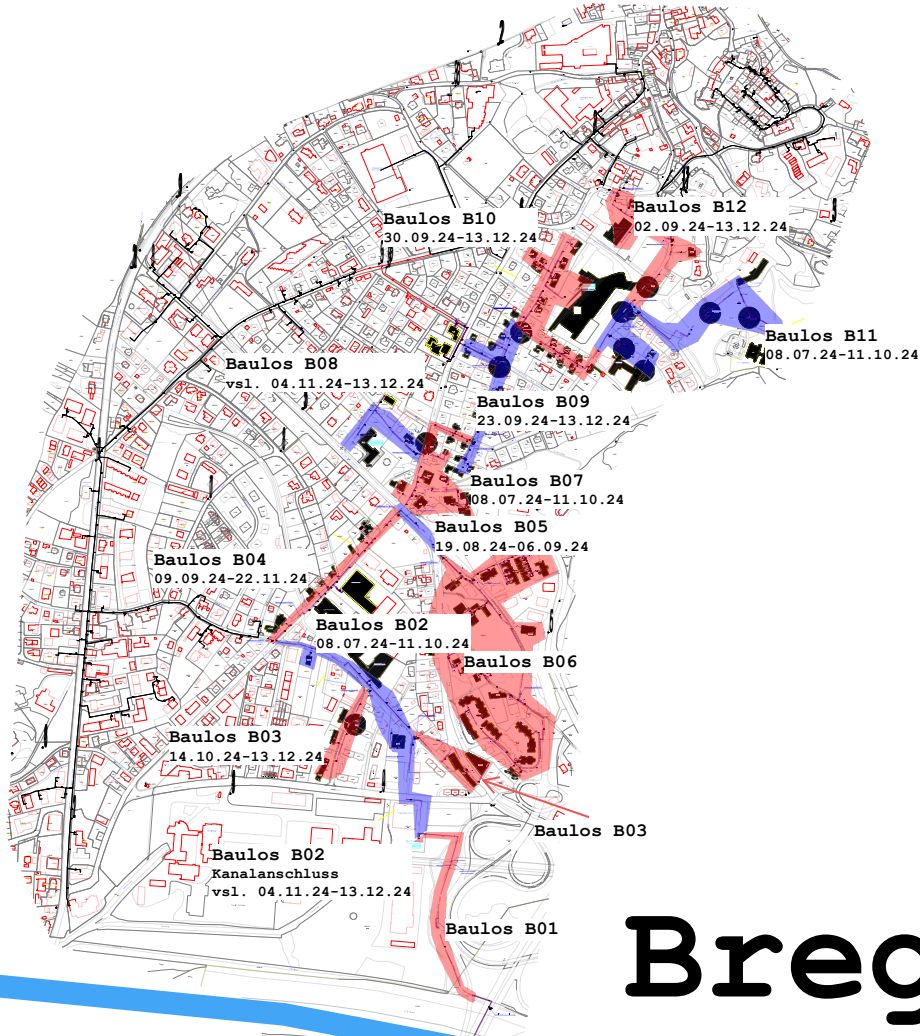 Baulos B10
30.09.24-13.12.24
Baulos B12
02.09.24-13.12.24
Baulos B11
08.07.24-11.10.24
Baulos B08
vsl. 04.11.24-13.12.24
Baulos B09
23.09.24-13.12.24
Baulos B07
08.07.24-11.10.24
Baulos B05
19.08.24-06.09.24
Baulos B04
09.09.24-22.11.24
Baulos B02
08.07.24-11.10.24
Baulos B06
Baulos B03
14.10.24-13.12.24
Baulos B03
Baulos B02
Kanalanschluss
vsl. 04.11.24-13.12.24
Baulos B01
Breg